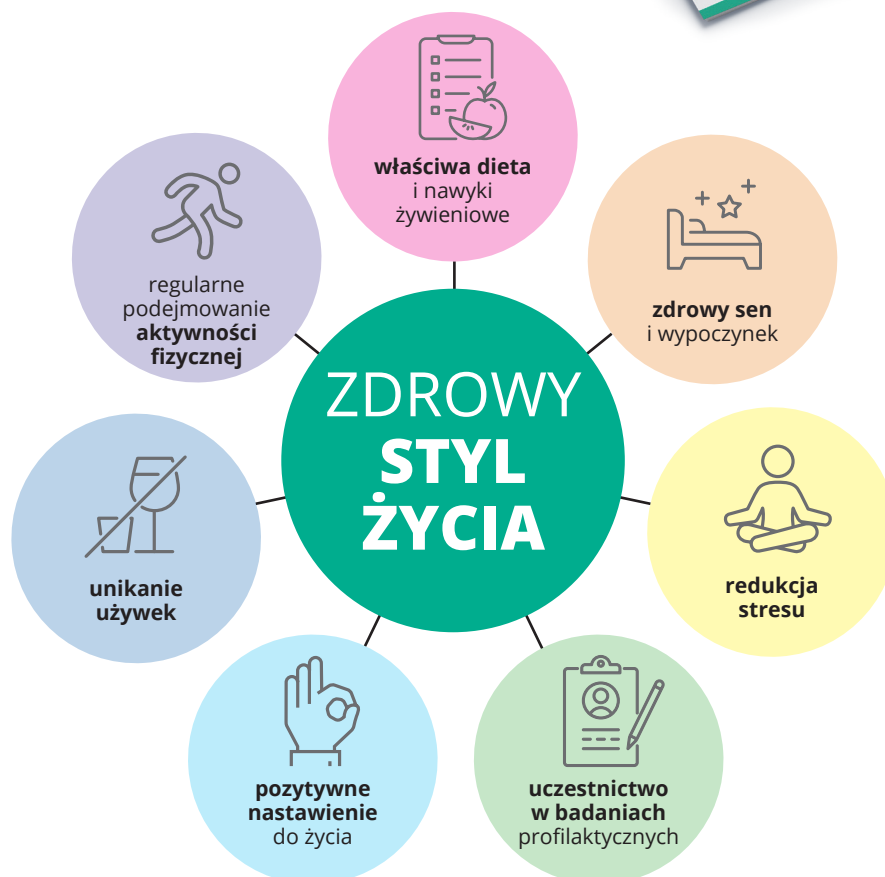 ZDROWY
STYL
ŻYCIA
właściwa dieta
i nawyki
żywieniowe
zdrowy sen
i wypoczynek
redukcja
stresu
uczestnictwo
w badaniach
profilaktycznych
pozytywne
nastawienie
do życia
unikanie
używek
regularne
podejmowanie
aktywności
fizycznej